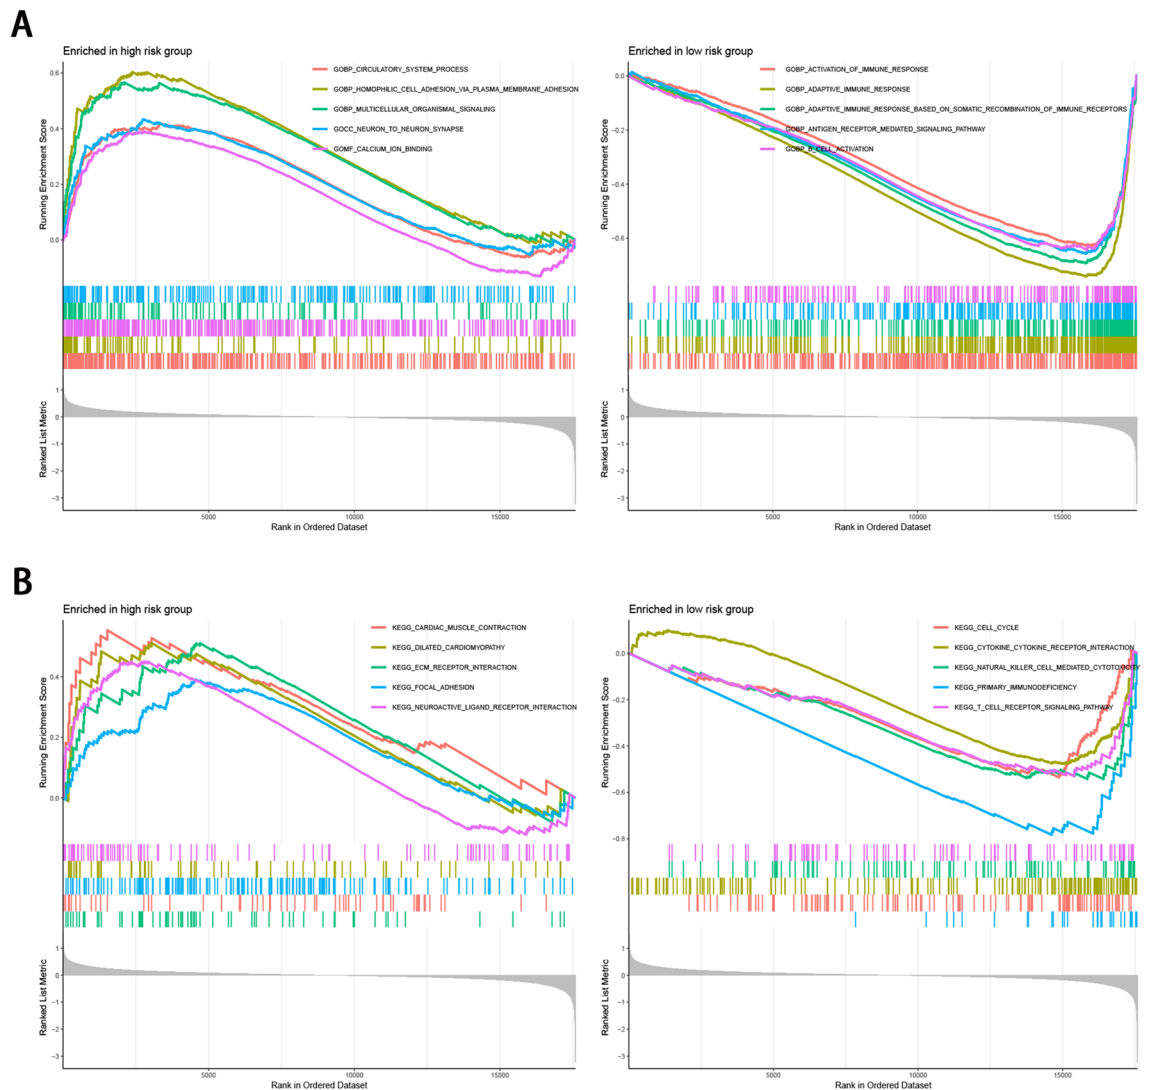 A
Enriched in high risk group
GOBP_CIRCULATORY_SYSTEM_PROCESS
GOBP_HOMOPHILIC_CELL_ADHESION_VIA_PLASMA_MEMBRANE_ADHESION
GOBP_MULTICELLULAR_ORGANISMAL_SIGNALING
GOCC_NEURON_TO_NEURON_SYNAPSE
GOMF_CALCIUM_ION_BINDING
Running Enrichment Score
0.6
0.4
0.2
0.0
Ranked List Metric
1
0
−1
−2
−3
5000
10000
15000
Rank in Ordered Dataset
Enriched in low risk group
GOBP_ACTIVATION_OF_IMMUNE_RESPONSE
GOBP_ADAPTIVE_IMMUNE_RESPONSE
GOBP_ADAPTIVE_IMMUNE_RESPONSE_BASED_ON_SOMATIC_RECOMBINATION_OF_IMMUNE_RECEPTORS
GOBP_ANTIGEN_RECEPTOR_MEDIATED_SIGNALING_PATHWAY
GOBP_B_CELL_ACTIVATION
Running Enrichment Score
0.0
−0.2
−0.4
−0.6
Ranked List Metric
1
0
−1
−2
−3
5000
10000
15000
Rank in Ordered Dataset
B
Enriched in high risk group
KEGG_CARDIAC_MUSCLE_CONTRACTION
KEGG_DILATED_CARDIOMYOPATHY
KEGG_ECM_RECEPTOR_INTERACTION
KEGG_FOCAL_ADHESION
KEGG_NEUROACTIVE_LIGAND_RECEPTOR_INTERACTION
Running Enrichment Score
0.4
0.2
0.0
Ranked List Metric
1
0
−1
−2
−3
5000
10000
15000
Rank in Ordered Dataset
Enriched in low risk group
KEGG_CELL_CYCLE
KEGG_CYTOKINE_CYTOKINE_RECEPTOR_INTERACTION
KEGG_NATURAL_KILLER_CELL_MEDIATED_CYTOTOXICITY
KEGG_PRIMARY_IMMUNODEFICIENCY
KEGG_T_CELL_RECEPTOR_SIGNALING_PATHWAY
Running Enrichment Score
0.0
−0.2
−0.4
−0.6
−0.8
Ranked List Metric
1
0
−1
−2
−3
5000
10000
15000
Rank in Ordered Dataset